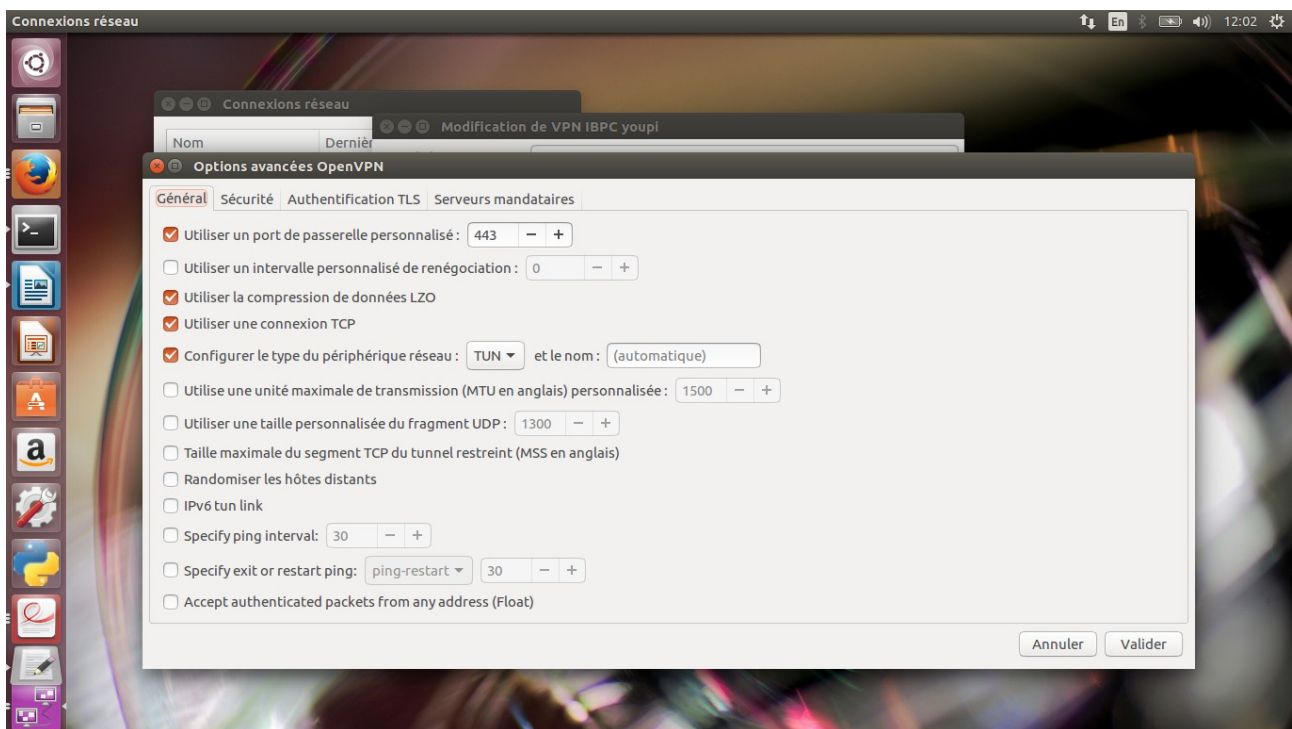 Connexions réseau
En 12:02
Connexions réseau
Modification de VPN IBPC youpi
Nom Dernièr
Options avancées OpenVPN
Général Sécurité Authentification TLS Serveurs mandataires
Utiliser un port de passerelle personnalisé : 443 − +
Utiliser un intervalle personnalisé de renégociation : 0 − +
Utiliser la compression de données LZO
Utiliser une connexion TCP
Configurer le type du périphérique réseau : TUN et le nom : (automatique)
Utilise une unité maximale de transmission (MTU en anglais) personnalisée : 1500 − +
Utiliser une taille personnalisée du fragment UDP : 1300 − +
Taille maximale du segment TCP du tunnel restreint (MSS en anglais)
Randomiser les hôtes distants
IPv6 tun link
Specify ping interval: 30 − +
Specify exit or restart ping: ping-restart 30 − +
Accept authenticated packets from any address (Float)
Annuler Valider